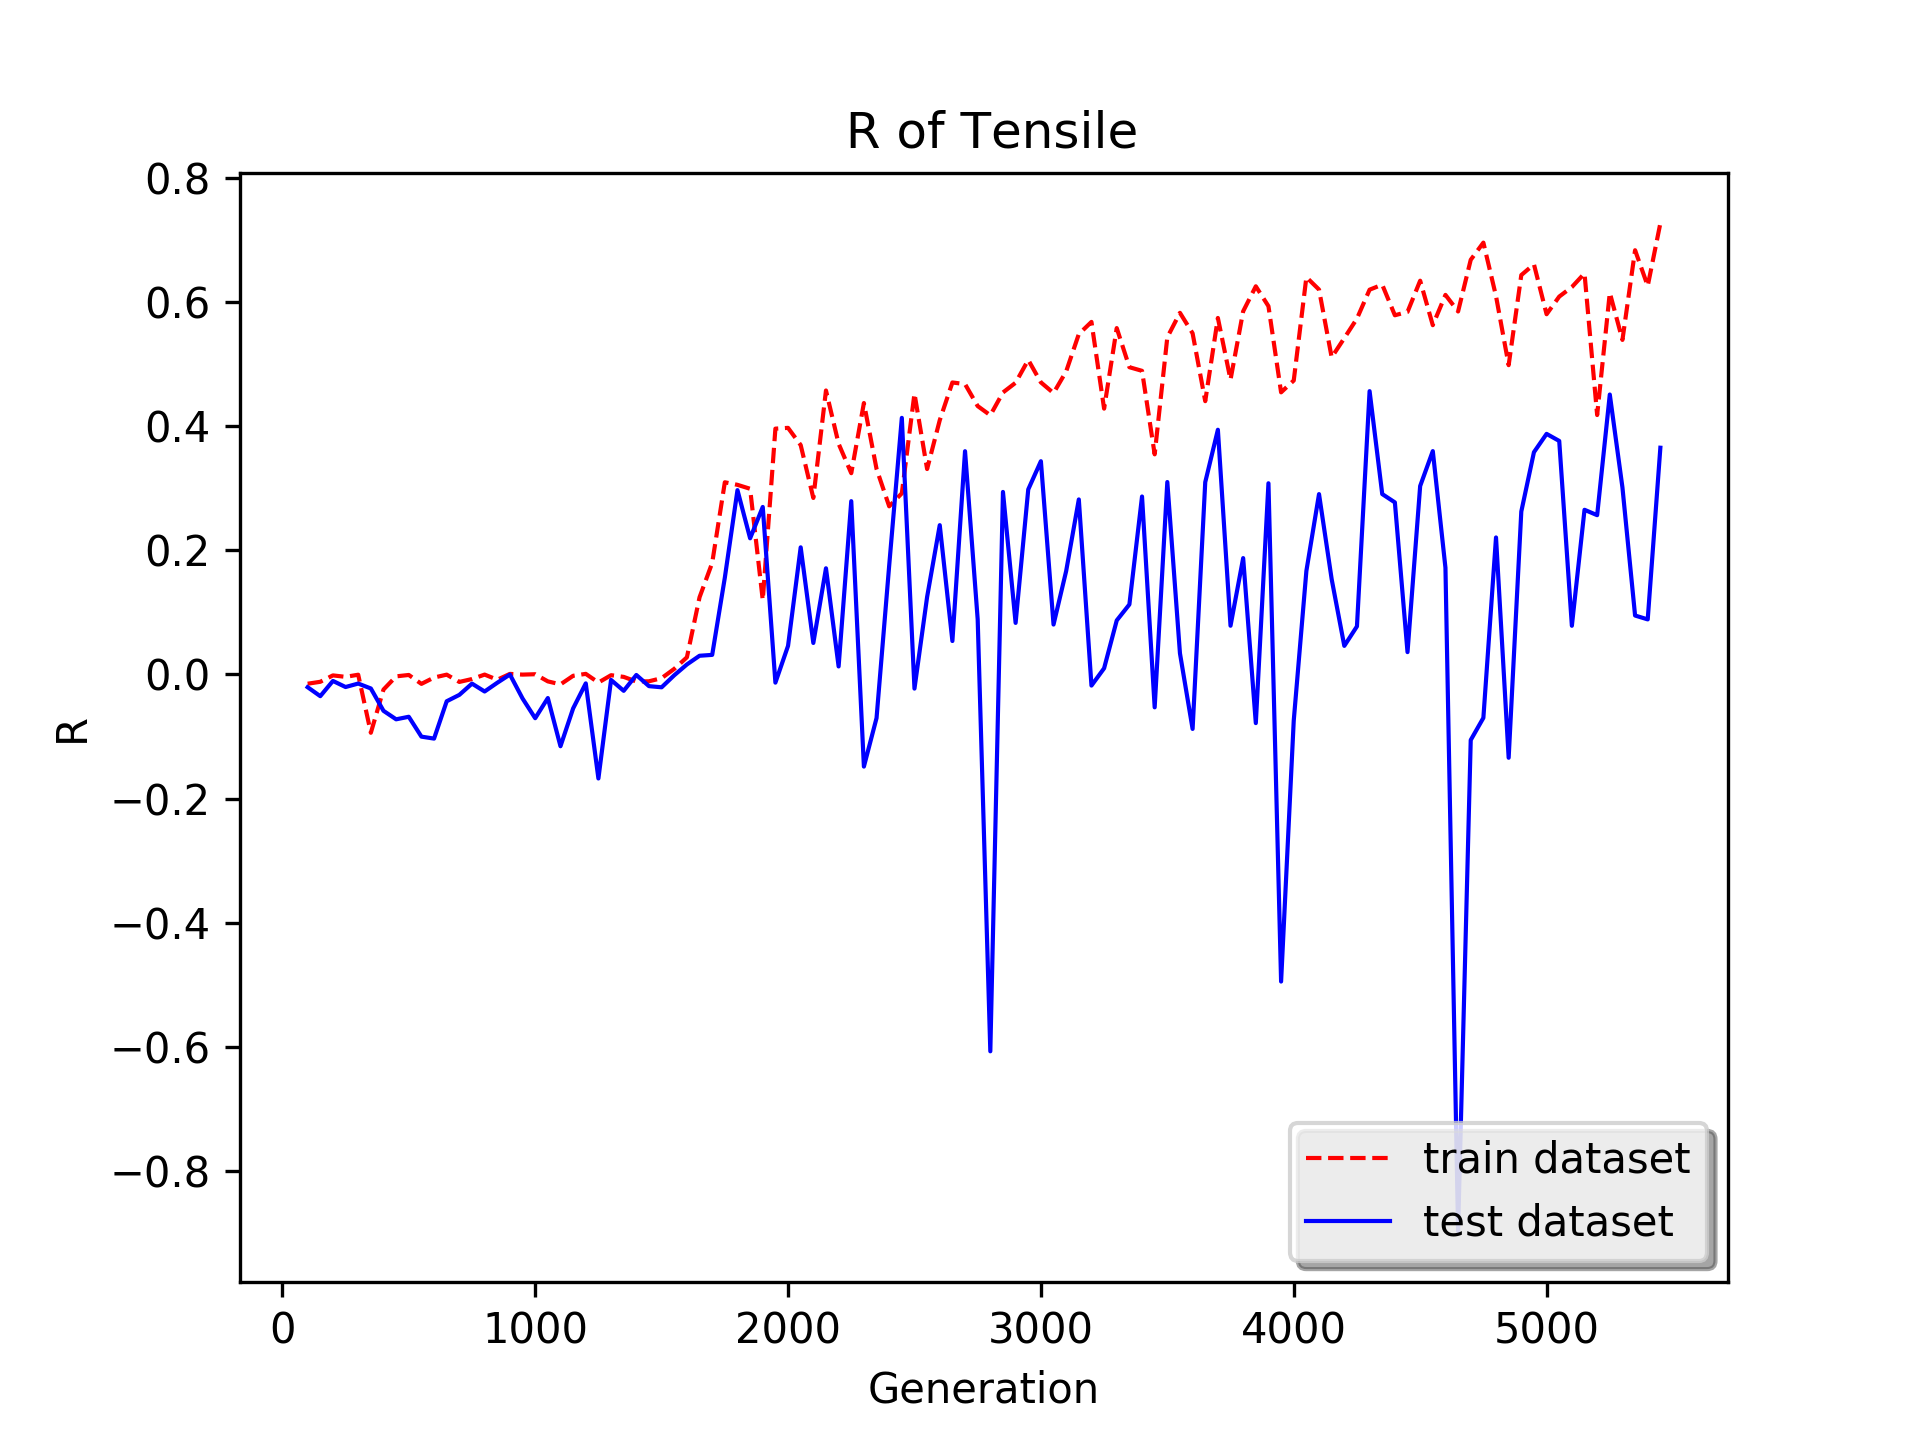 R of Tensile
0.8
0.6
0.4
0.2
0.0
−0.2
−0.4
−0.6
−0.8
R
train dataset
test dataset
0 1000 2000 3000 4000 5000
Generation